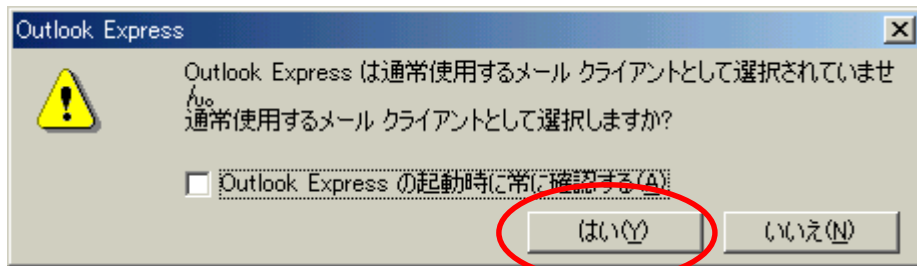 Outlook Express
Outlook Express は通常使用するメール クライアントとして選択されていませ
ん。
通常使用するメール クライアントとして選択しますか?
Outlook Express の起動時に常に確認する(A)
はい(Y) いいえ(N)